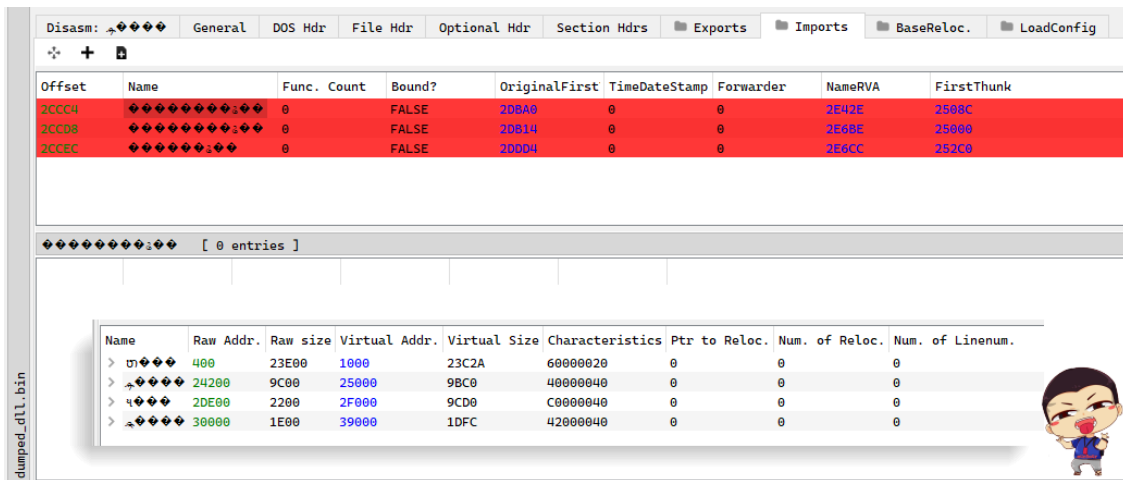 Disasm: General DOS Hdr File Hdr Optional Hdr Section Hdrs Exports Imports BaseReloc. LoadConfig
Offset Name Func. Count Bound? OriginalFirst TimeDateStamp Forwarder NameRVA FirstThunk
2CCC4 0 FALSE 2DBA0 0 0 2E42E 2508C
2CCD8 0 FALSE 2DB14 0 0 2E6BE 25000
2CCEC 0 FALSE 2DDD4 0 0 2E6CC 252C0
[ 0 entries ]
Name Raw Addr. Raw size Virtual Addr. Virtual Size Characteristics Ptr to Reloc. Num. of Reloc. Num. of Linenum.
400 23E00 1000 23C2A 60000020 0 0 0
24200 9C00 25000 9BC0 40000040 0 0 0
2DE00 2200 2F000 9CD0 C0000040 0 0 0
30000 1E00 39000 1DFC 42000040 0 0 0
dumped_dll.bin